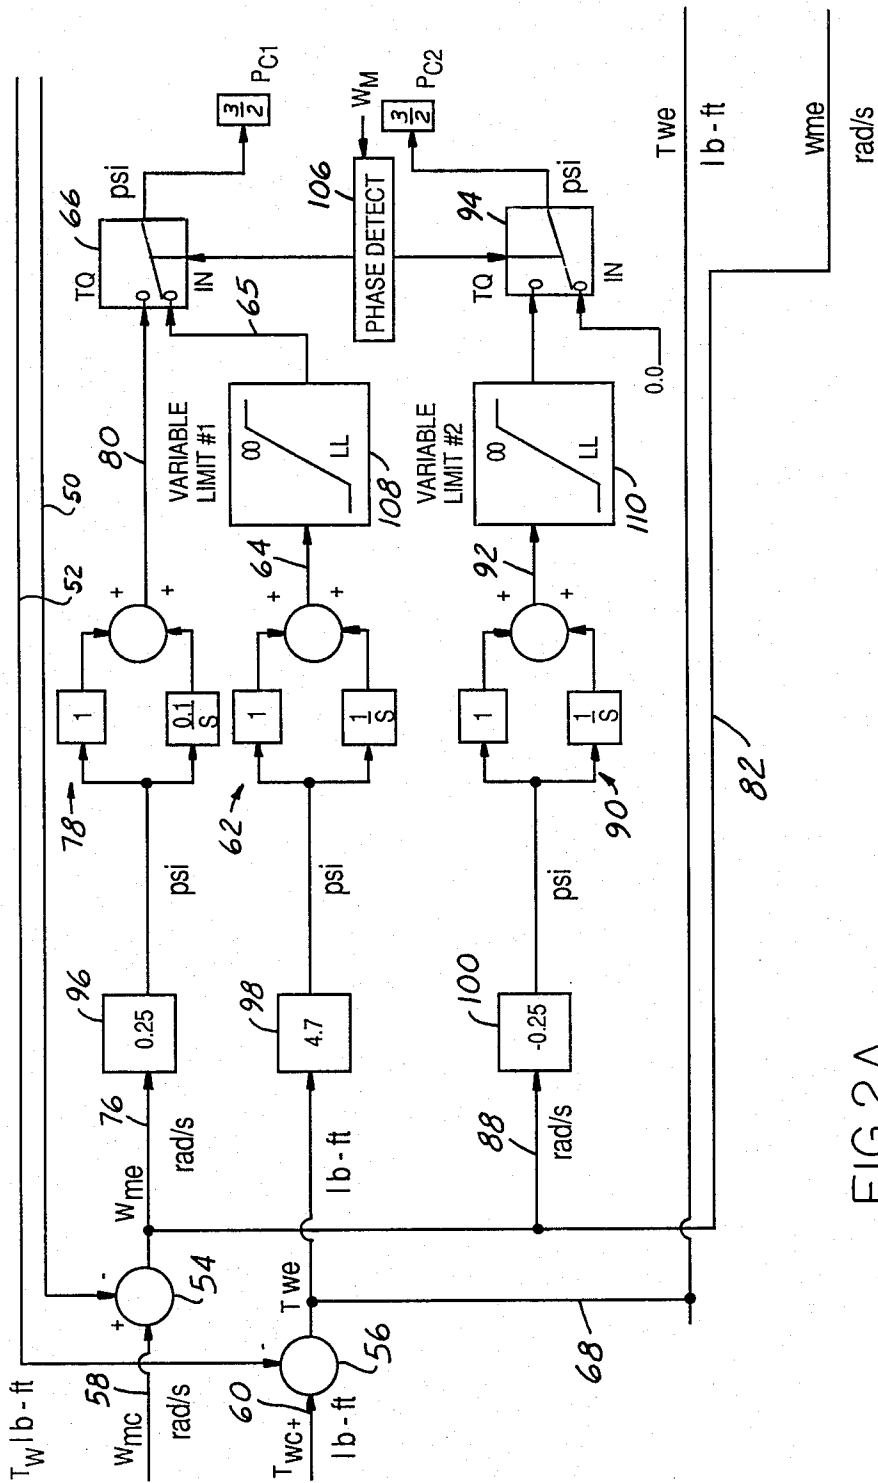 T_W lb-ft
52
50
W_mc
58
rad/s
+
-
54
W_me
76
rad/s
96
0.25
psi
78
1
0.1/S
+
+
80
TQ
66
IN
psi
3/2
P_C1
T_WC+
60
lb-ft
-
56
T_we
lb-ft
98
4.7
psi
62
1
1/S
+
+
64
VARIABLE
LIMIT #1
∞
LL
108
65
PHASE DETECT
106
W_M
88
rad/s
100
-0.25
psi
90
1
1/S
+
+
92
VARIABLE
LIMIT #2
∞
LL
110
0.0
TQ
94
IN
psi
3/2
P_C2
68
Twe
lb-ft
82
Wme
rad/s
FIG.2A